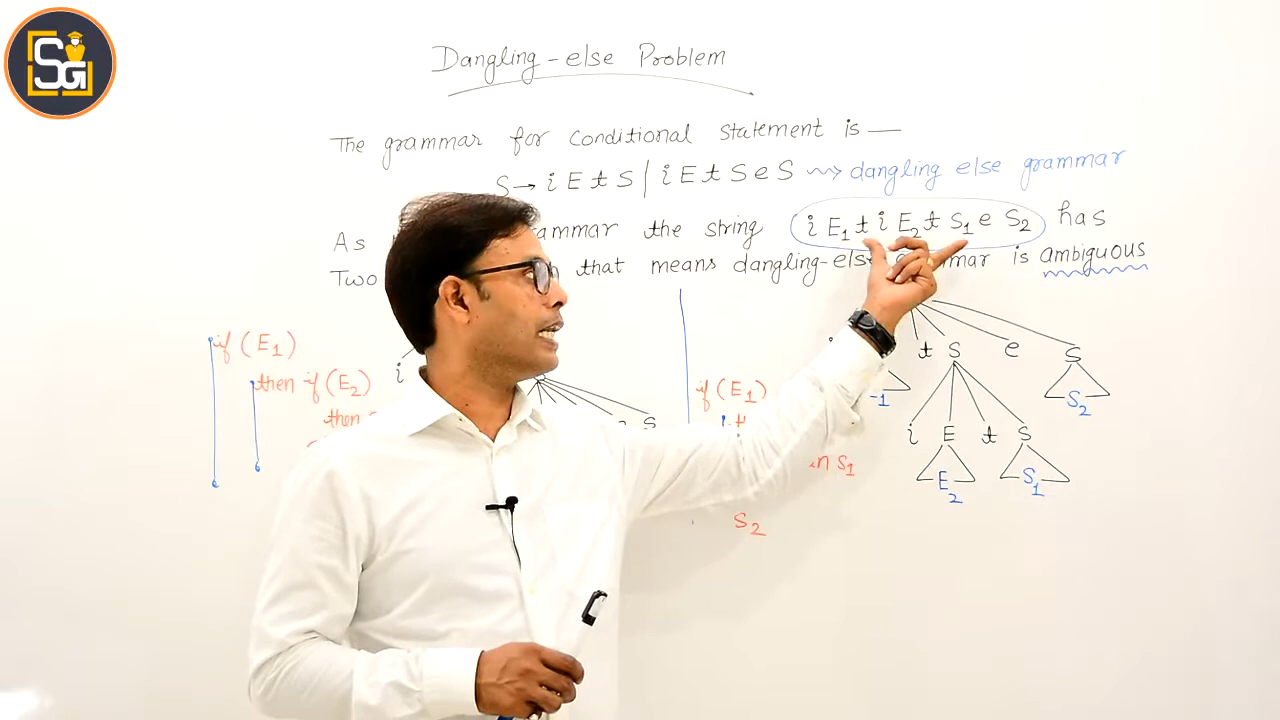 SG
Dangling-else Problem
The grammar for conditional statement is —
S → i E t S | i E t S e S ⇝ dangling else grammar
As the string i E₁ t i E₂ t S₁ e S₂ has
Two that means dangling-else is ambiguous
if (E₁)
then if (E₂)
then
i
S
if (E₁)
S₁
S₂
t S e S
1 S₂
i E t S
E₂ S₁